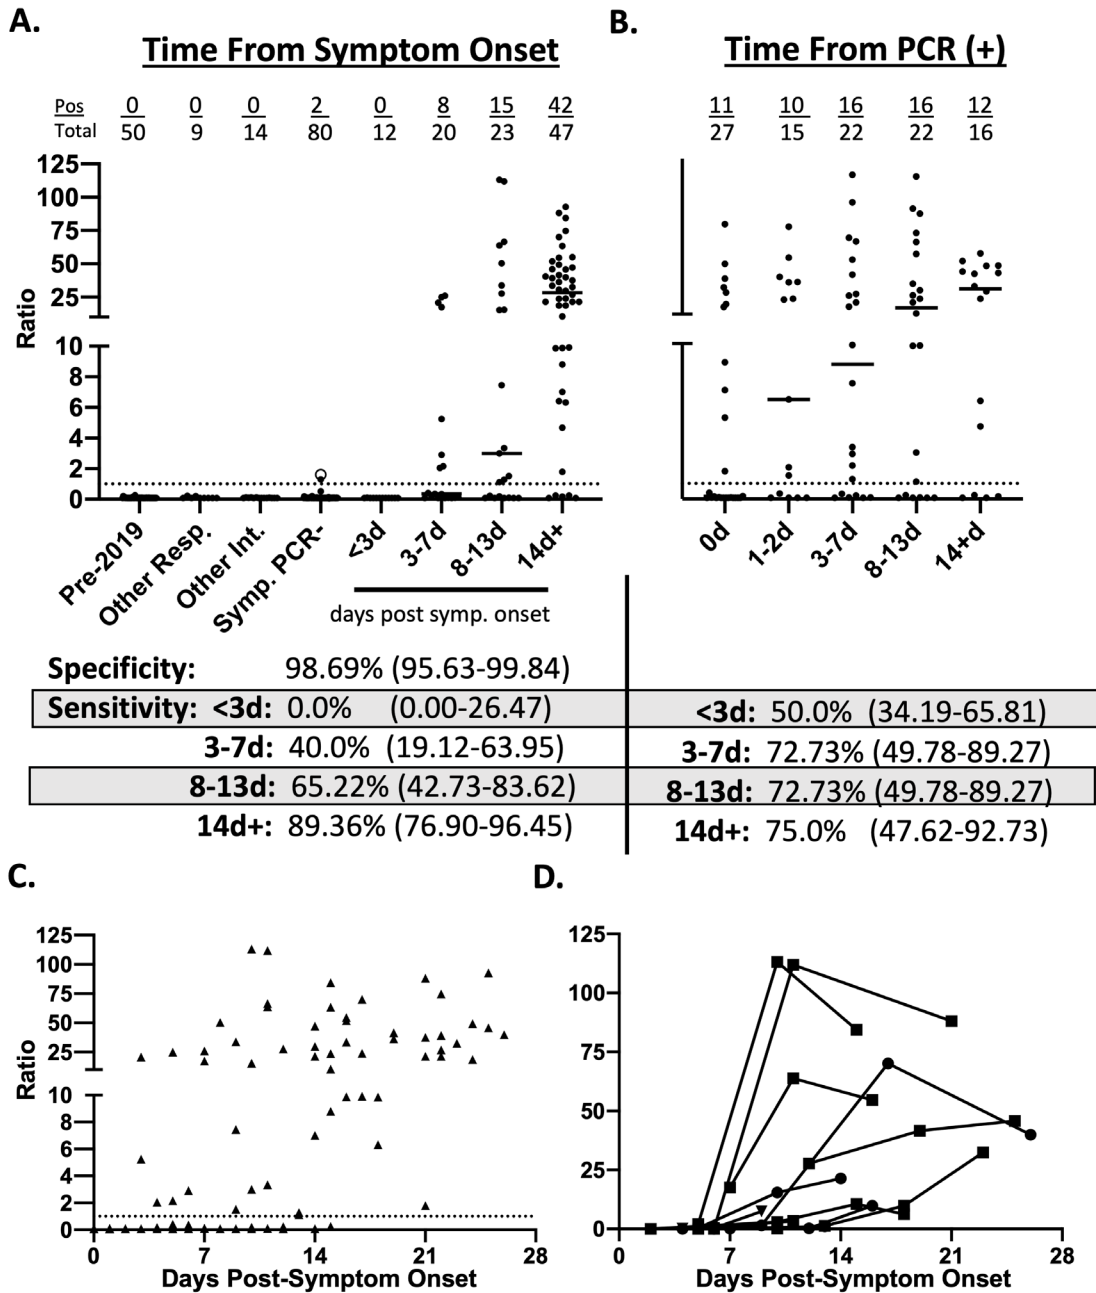 A.
Time From Symptom Onset
Pos 0 0 0 2 0 8 15 42
Total 50 9 14 80 12 20 23 47
125
100
75
50
25
10
8
6
4
2
0
Ratio
Pre-2019 Other Resp. Other Int. Symp. PCR- <3d 3-7d 8-13d 14d+
days post symp. onset
B.
Time From PCR (+)
11 10 16 16 12
27 15 22 22 16
0d 1-2d 3-7d 8-13d 14+d
Specificity: 98.69% (95.63-99.84)
Sensitivity: <3d: 0.0% (0.00-26.47)
3-7d: 40.0% (19.12-63.95)
8-13d: 65.22% (42.73-83.62)
14d+: 89.36% (76.90-96.45)
<3d: 50.0% (34.19-65.81)
3-7d: 72.73% (49.78-89.27)
8-13d: 72.73% (49.78-89.27)
14d+: 75.0% (47.62-92.73)
C.
125
100
75
50
25
10
8
6
4
2
0
Ratio
0 7 14 21 28
Days Post-Symptom Onset
D.
125
100
75
50
25
0
0 7 14 21 28
Days Post-Symptom Onset